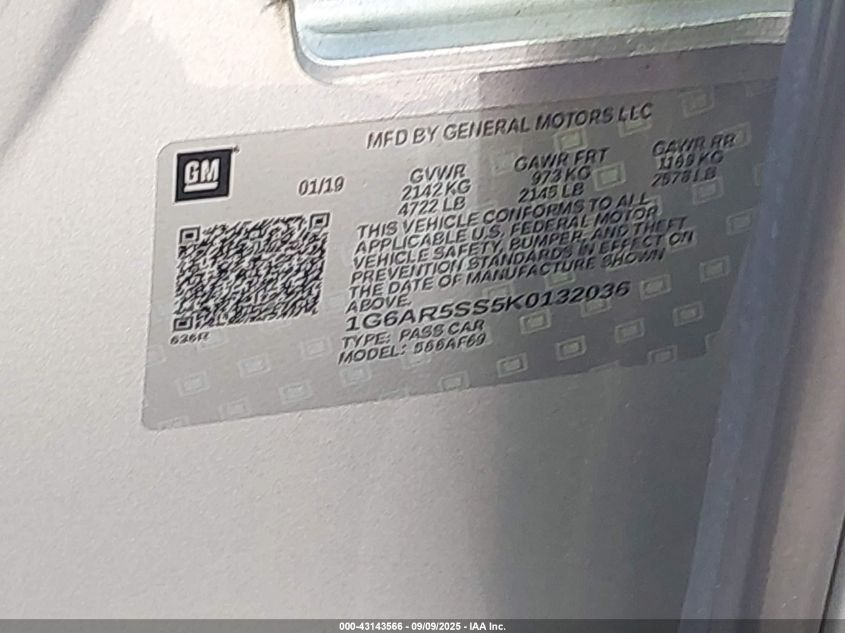 MFD BY GENERAL MOTORS LLC
GM
01/19
GVWR
2142 KG
4722 LB
GAWR FRT
973 KG
2145 LB
GAWR RR
1169 KG
2578 LB
THIS VEHICLE CONFORMS TO ALL
APPLICABLE U.S. FEDERAL MOTOR
VEHICLE SAFETY, BUMPER, AND THEFT
PREVENTION STANDARDS IN EFFECT ON
THE DATE OF MANUFACTURE SHOWN
ABOVE.
1G6AR5SS5K0132036
TYPE: PASS CAR
MODEL:
000-43143566 - 09/09/2025 - IAA Inc.